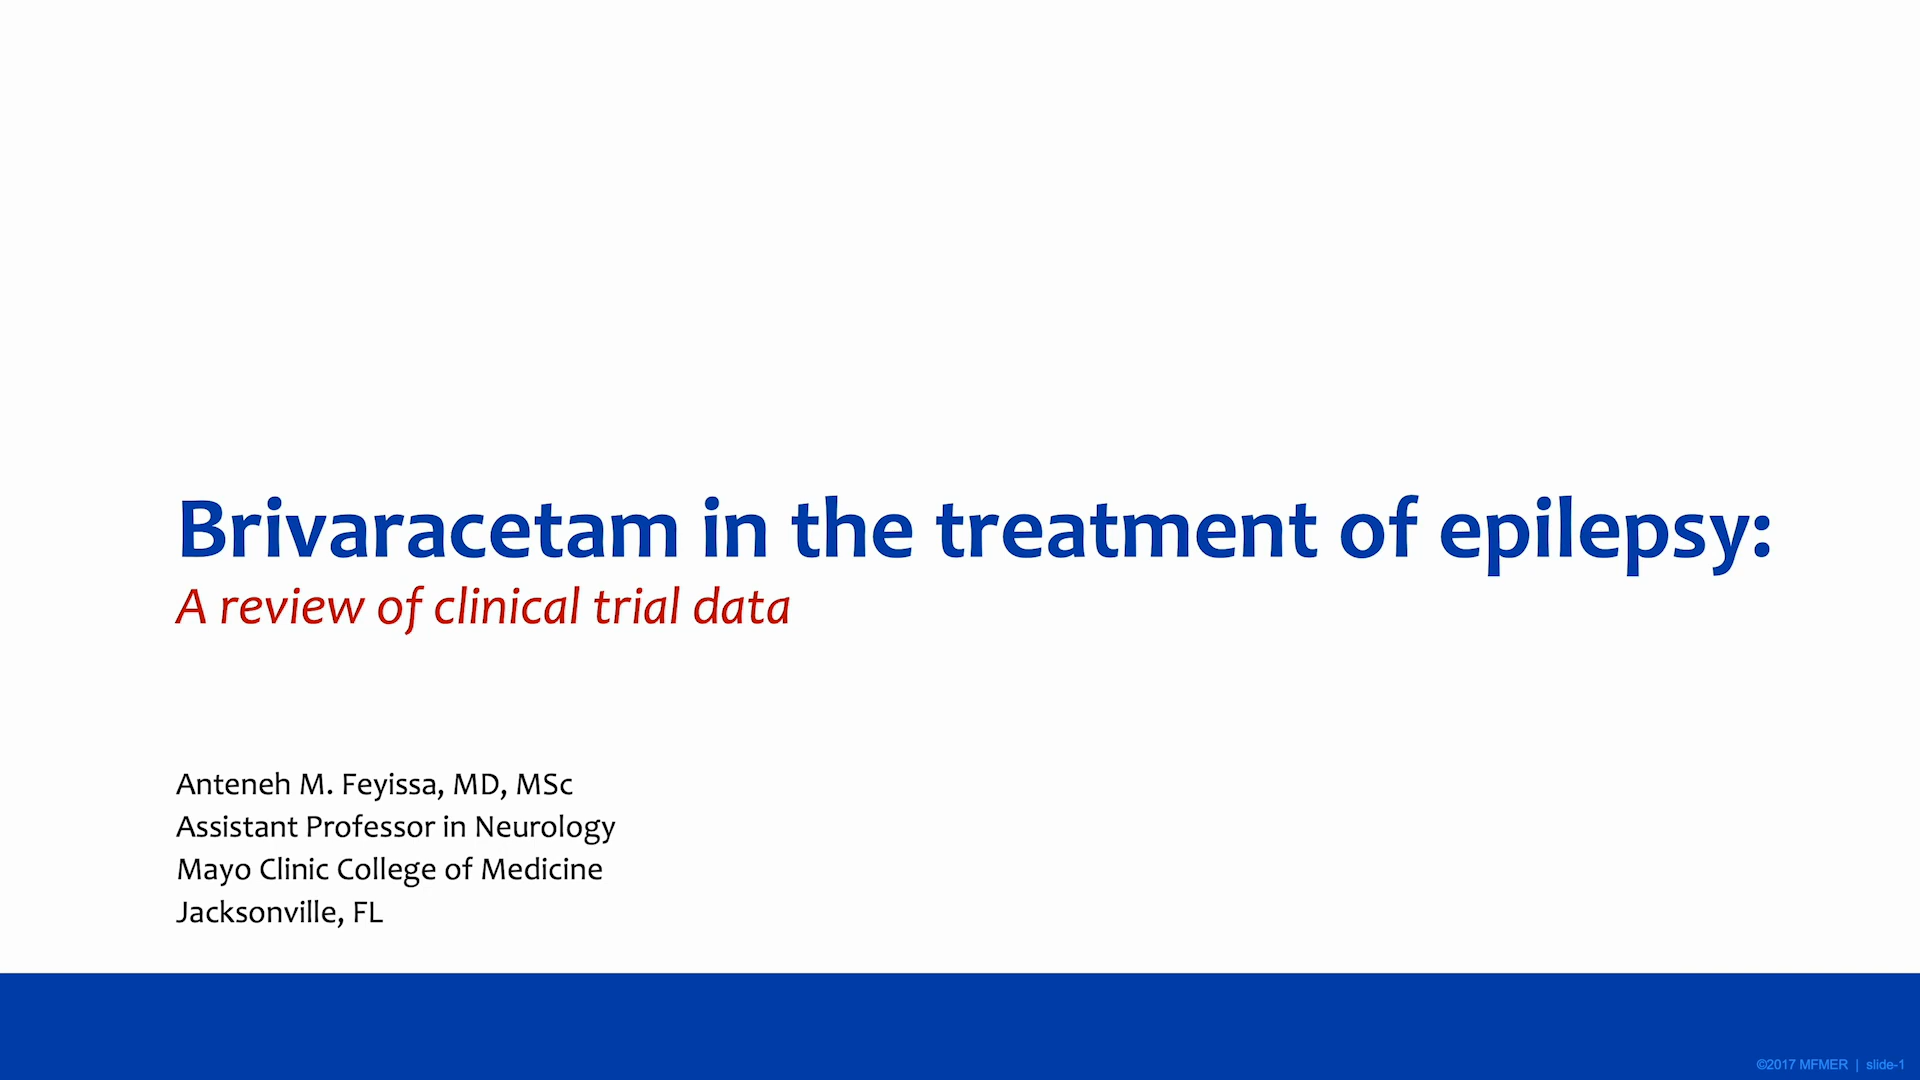 Brivaracetam in the treatment of epilepsy:
A review of clinical trial data
Anteneh M. Feyissa, MD, MSc
Assistant Professor in Neurology
Mayo Clinic College of Medicine
Jacksonville, FL
©2017 MFMER | slide-1